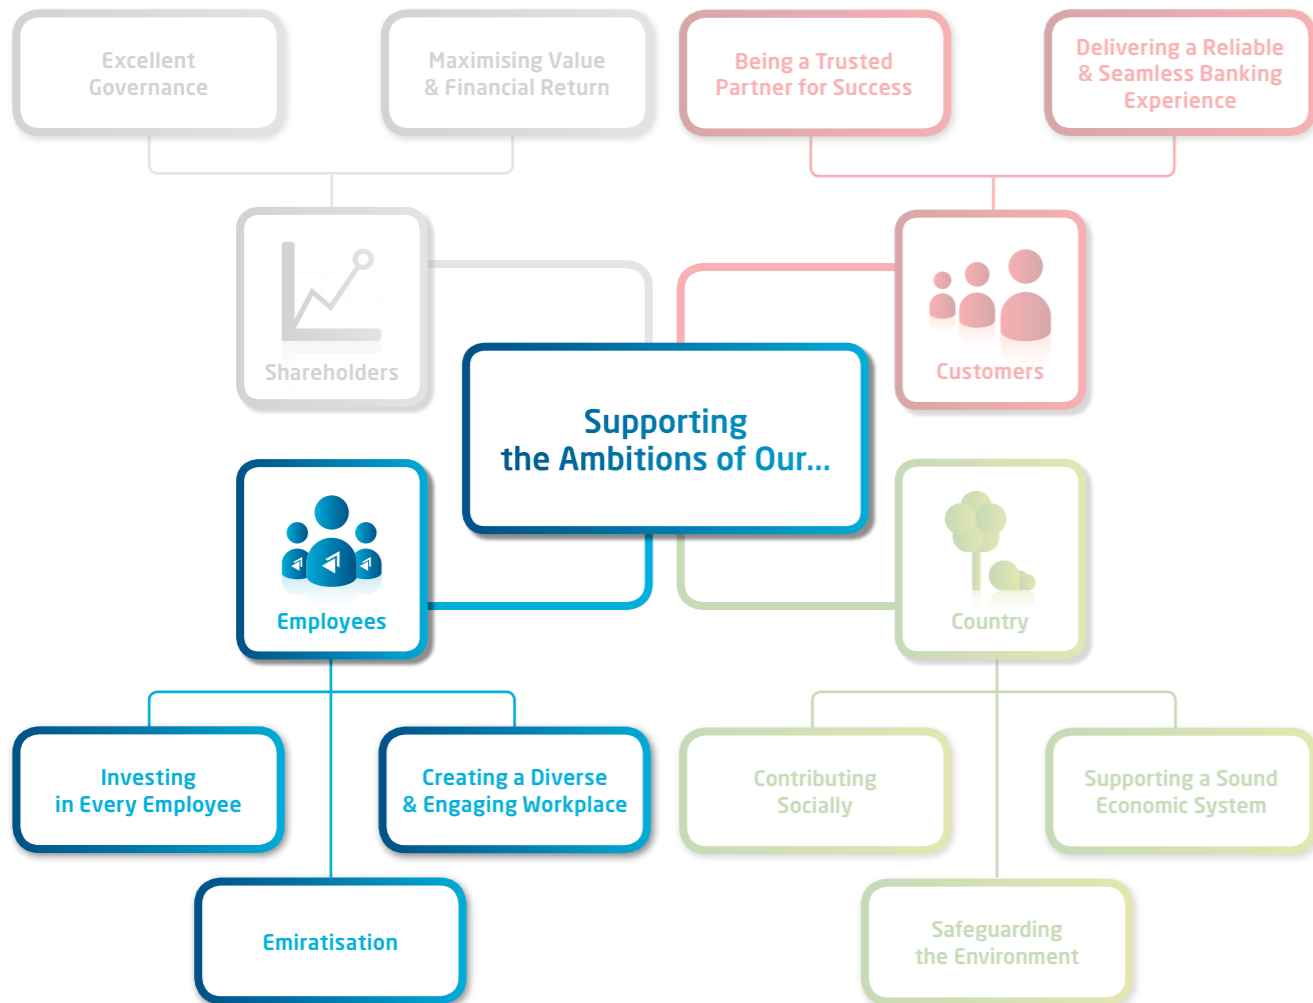 Excellent
Governance
Maximising Value
& Financial Return
Being a Trusted
Partner for Success
Delivering a Reliable
& Seamless Banking
Experience
Shareholders
Customers
Supporting
the Ambitions of Our...
Employees
Country
Investing
in Every Employee
Creating a Diverse
& Engaging Workplace
Contributing
Socially
Supporting a Sound
Economic System
Emiratisation
Safeguarding
the Environment